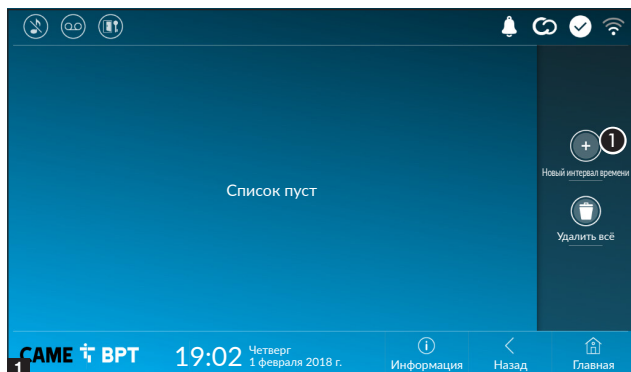 1
Новый интервал времени
Список пуст
Удалить всё
CAME BPT
19:02
Четверг
1 февраля 2018 г.
Информация
Назад
Главная
1